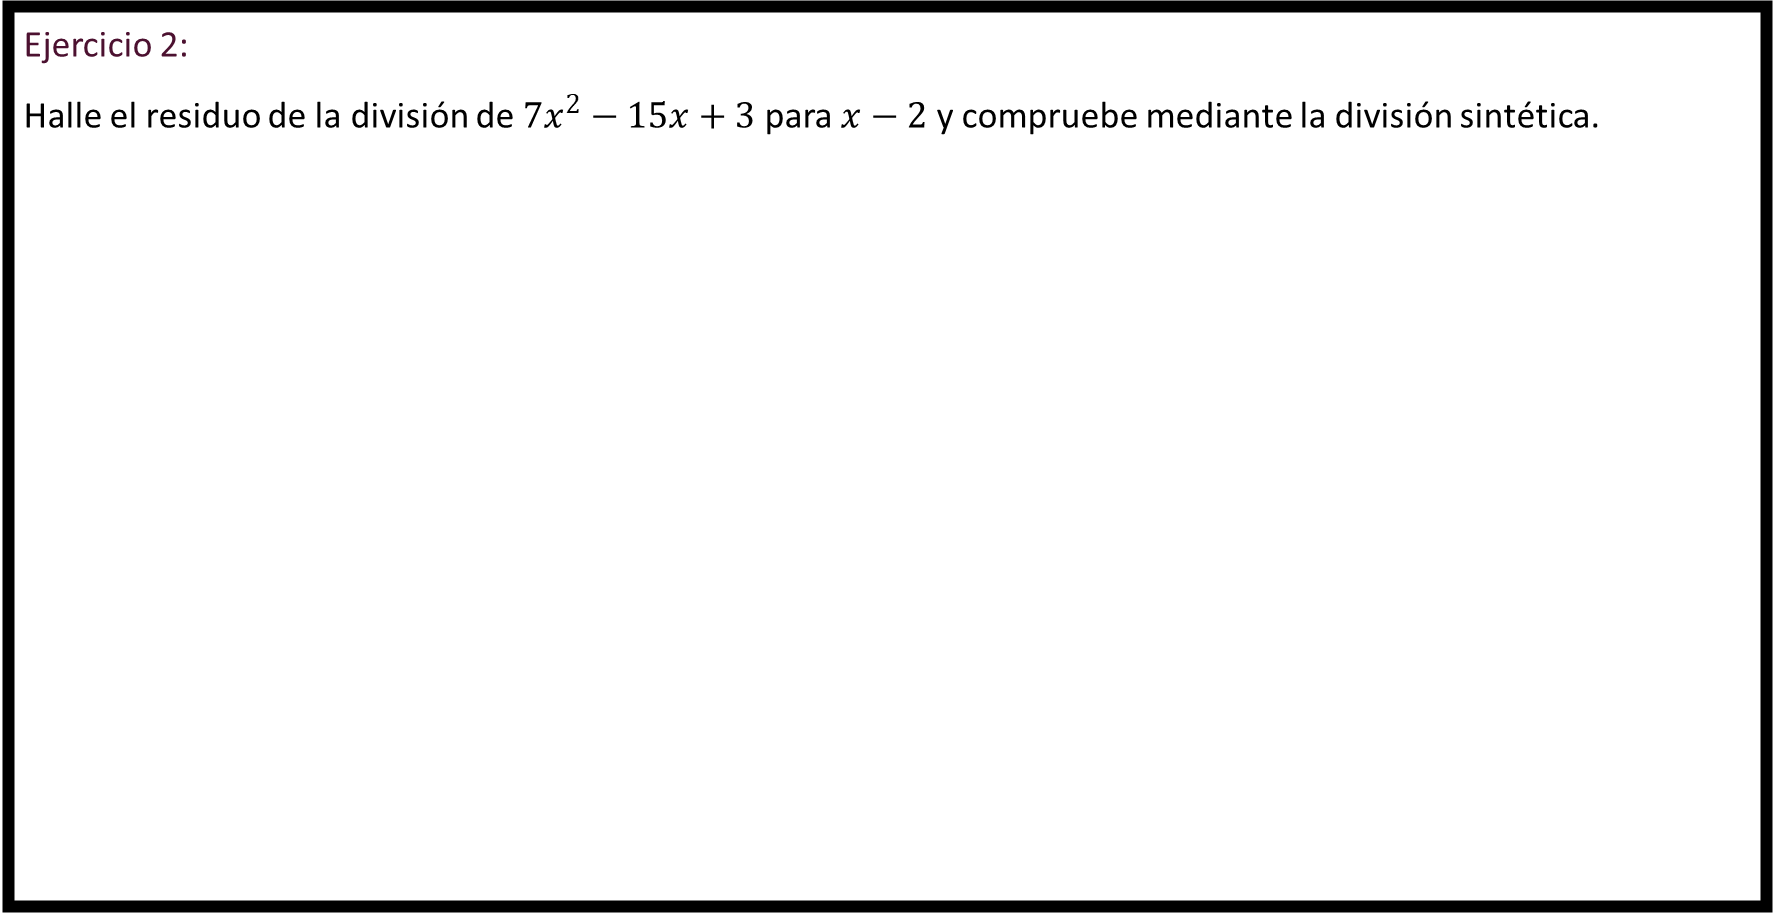 Ejercicio 2:
Halle el residuo de la división de 7x² − 15x + 3 para x − 2 y compruebe mediante la división sintética.